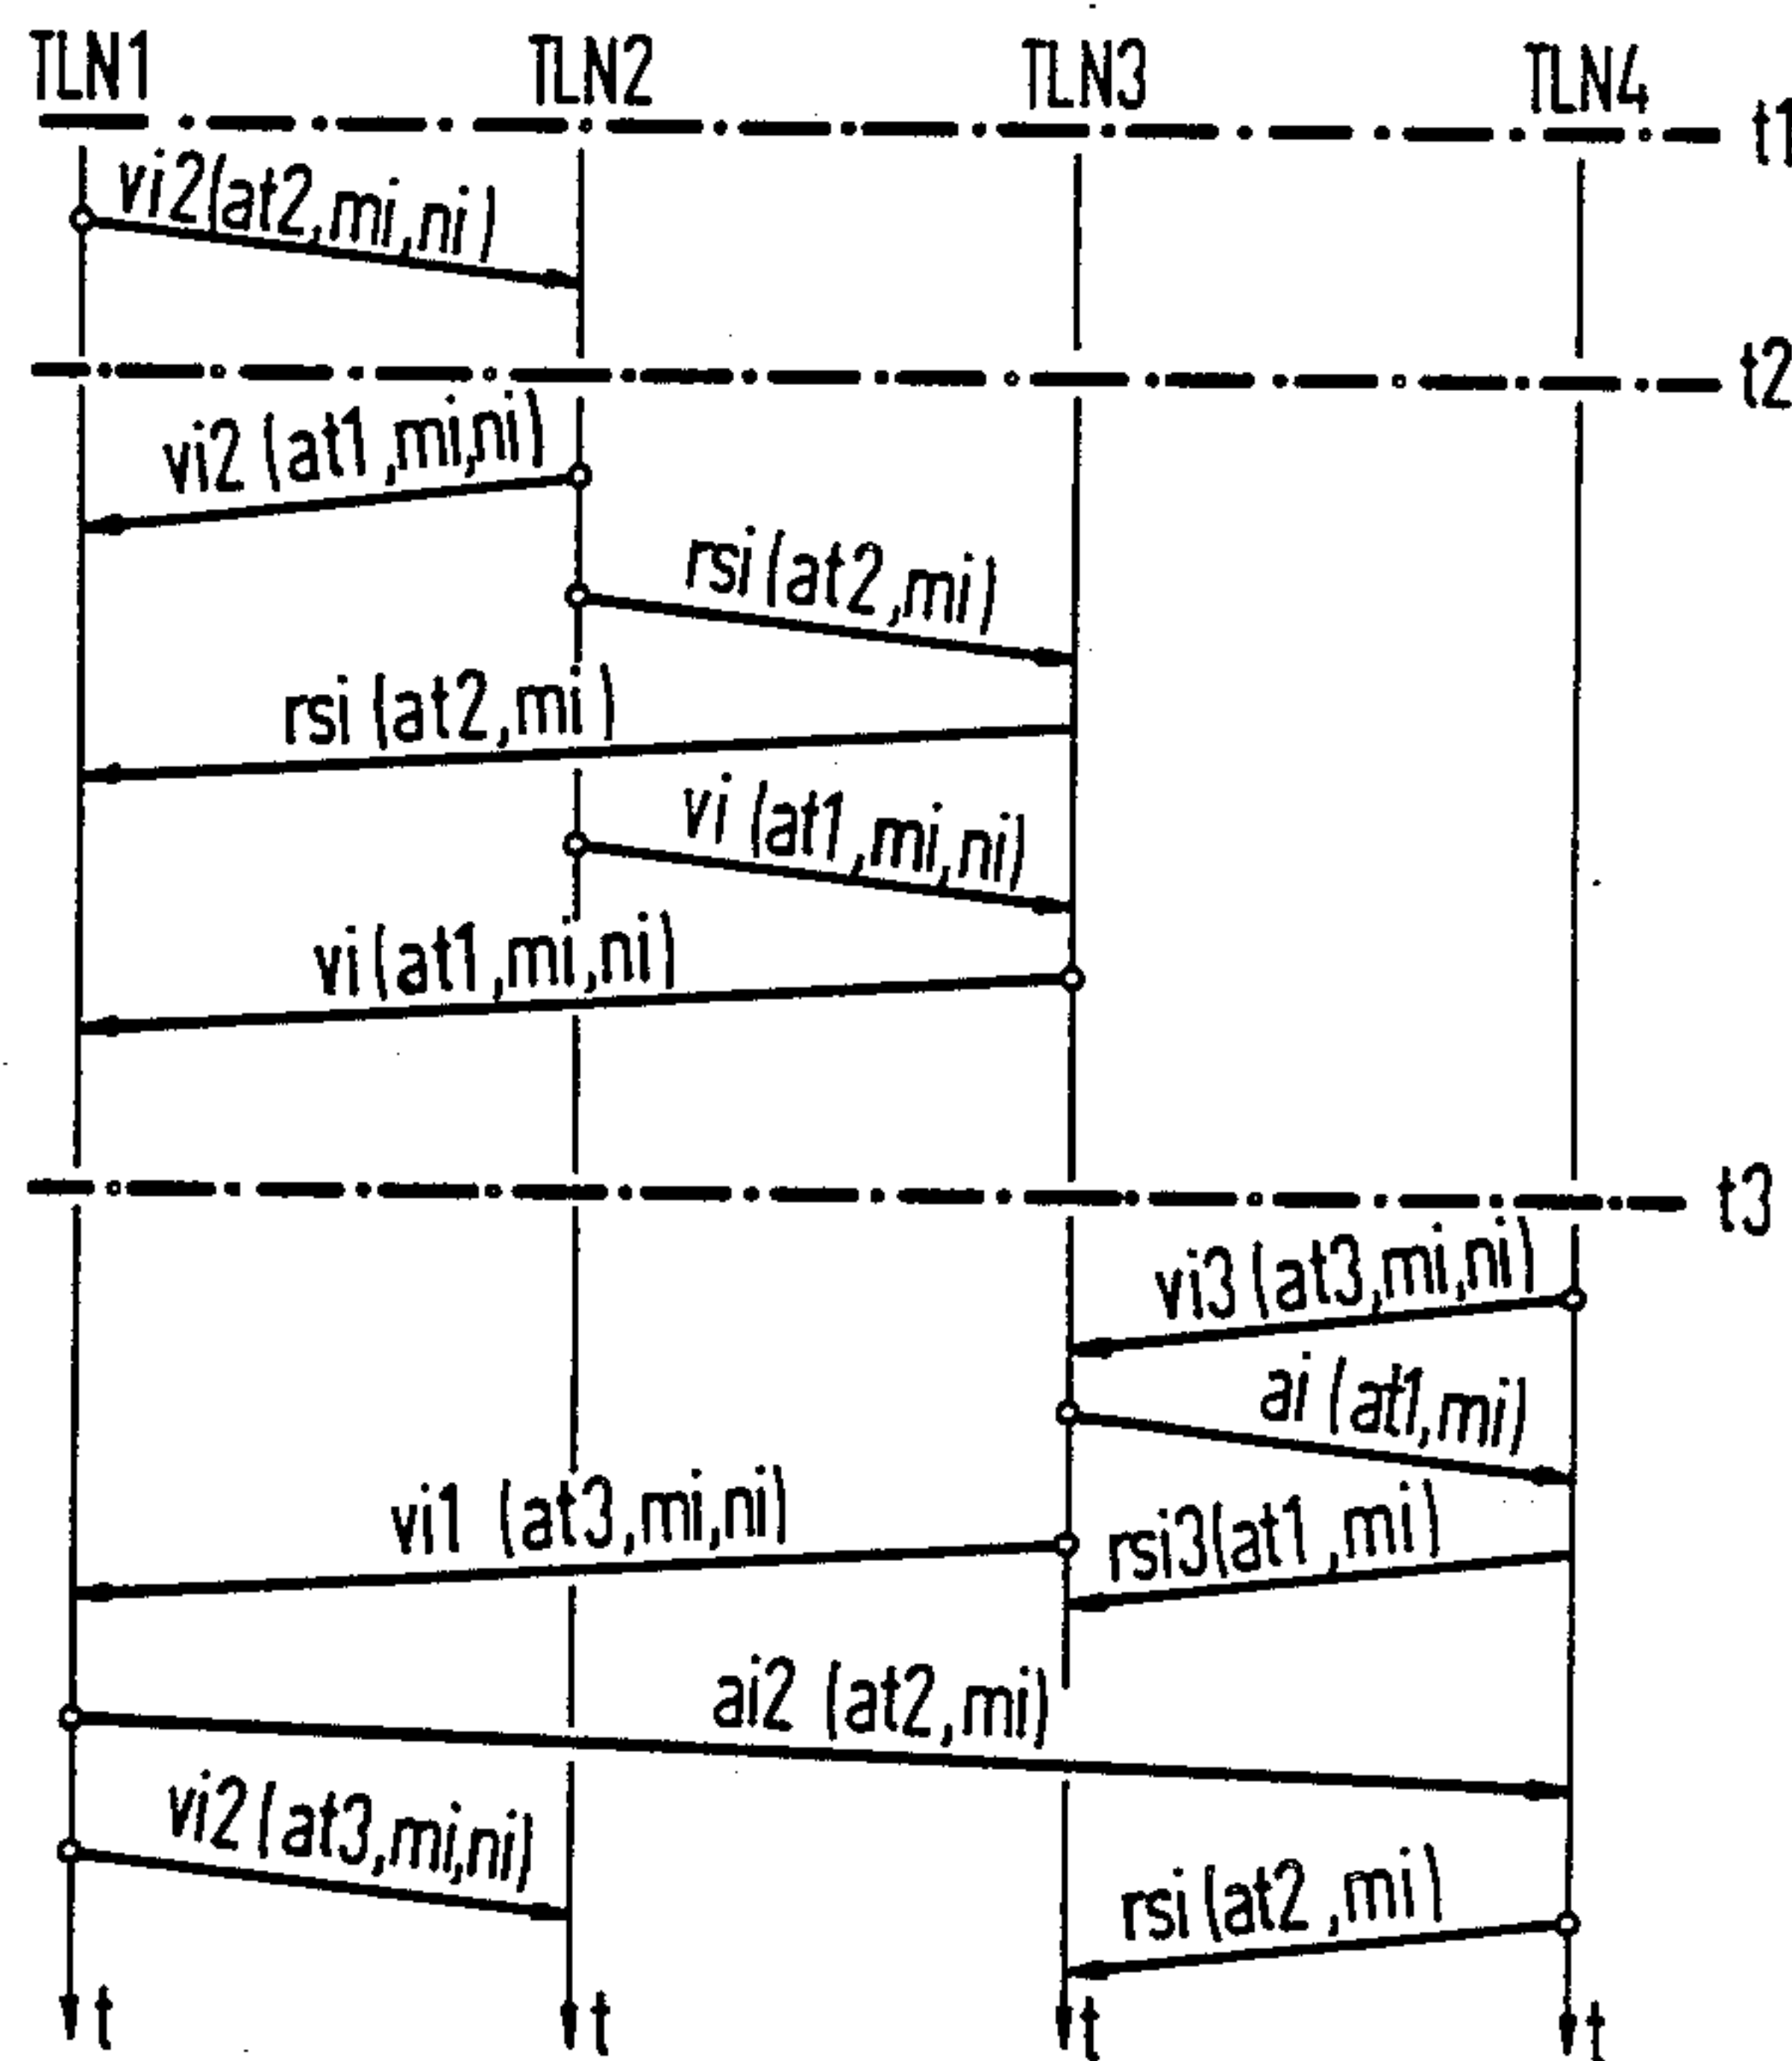 TLN1 TLN2 TLN3 TLN4
t1
vi2(at2,mi,ni)
t2
vi2 (at1,mi,ni)
rsi(at2,mi)
rsi (at2,mi)
vi (at1,mi,ni)
vi(at1,mi,ni)
t3
vi3 (at3,mi,ni)
ai (at1,mi)
vi1 (at3,mi,ni)
rsi3(at1,mi)
ai2 (at2,mi)
vi2(at3,mi,ni)
rsi(at2,mi)
t t t t